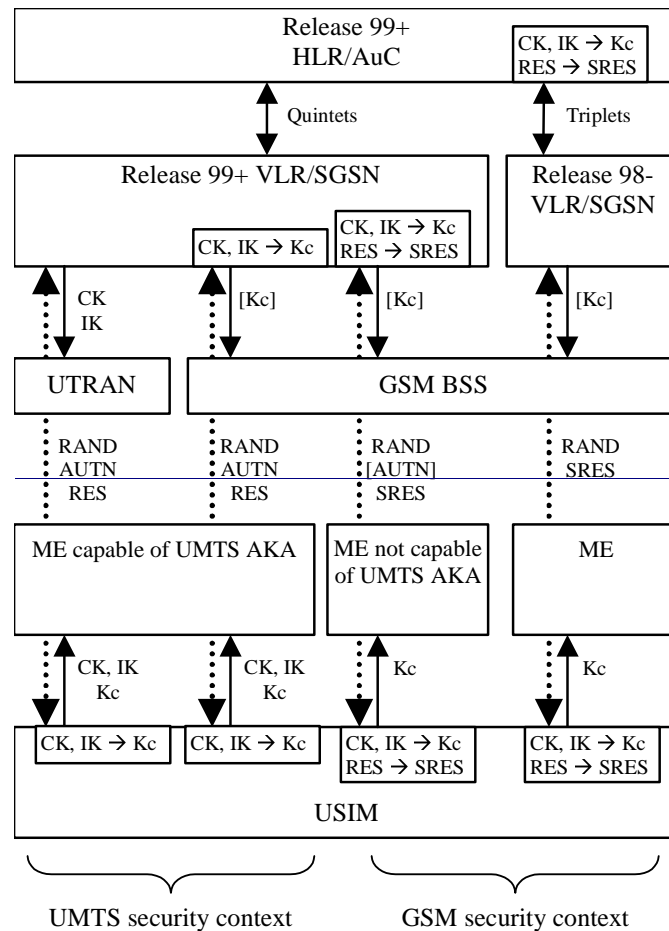 Release 99+
HLR/AuC
CK, IK → Kc
RES → SRES
Quintets
Triplets
Release 99+ VLR/SGSN
CK, IK → Kc
CK, IK → Kc
RES → SRES
Release 98-
VLR/SGSN
CK
IK
[Kc]
[Kc]
[Kc]
UTRAN
GSM BSS
RAND
AUTN
RES
RAND
AUTN
RES
RAND
[AUTN]
SRES
RAND
SRES
ME capable of UMTS AKA
ME not capable
of UMTS AKA
ME
CK, IK
Kc
CK, IK
Kc
Kc
Kc
CK, IK → Kc
CK, IK → Kc
CK, IK → Kc
RES → SRES
CK, IK → Kc
RES → SRES
USIM
UMTS security context
GSM security context